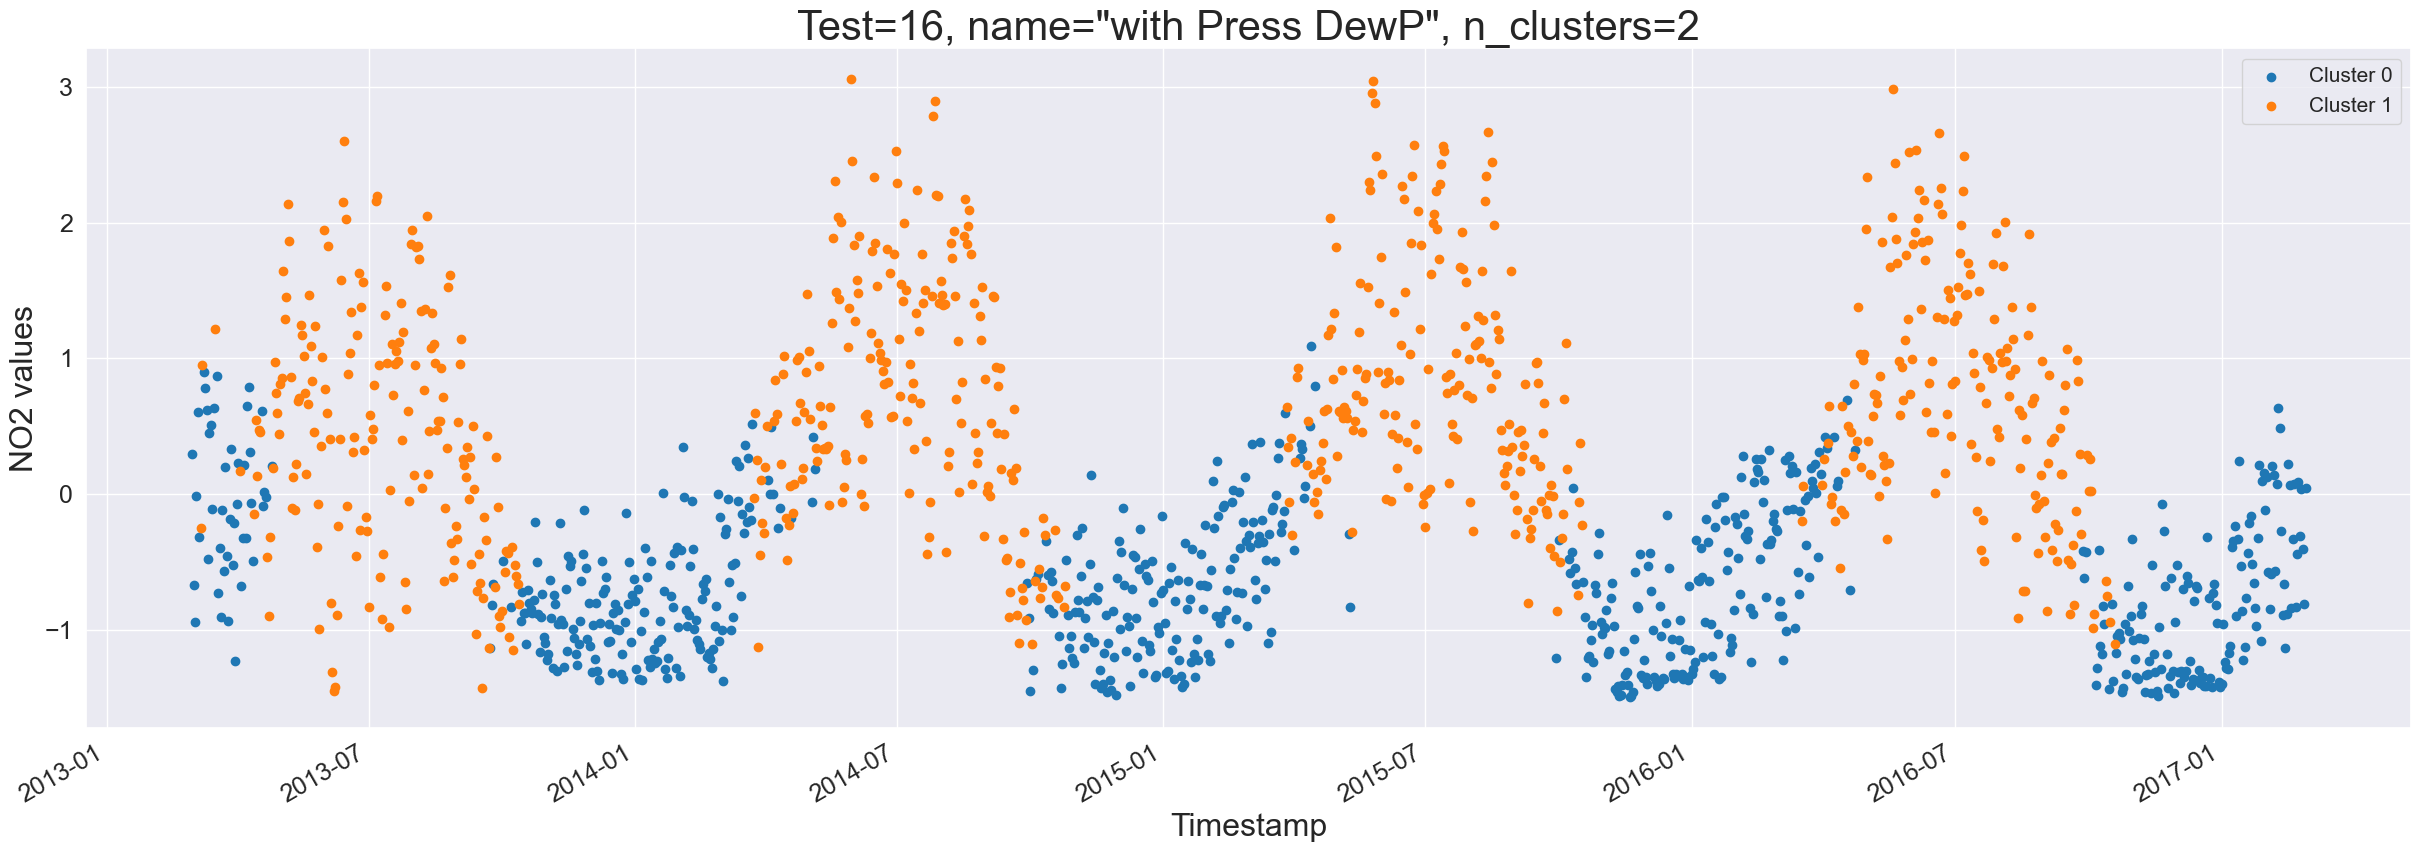 Test=16, name="with Press DewP", n_clusters=2
Cluster 0
Cluster 1
3
2
1
0
−1
NO2 values
2013-01
2013-07
2014-01
2014-07
2015-01
2015-07
2016-01
2016-07
2017-01
Timestamp